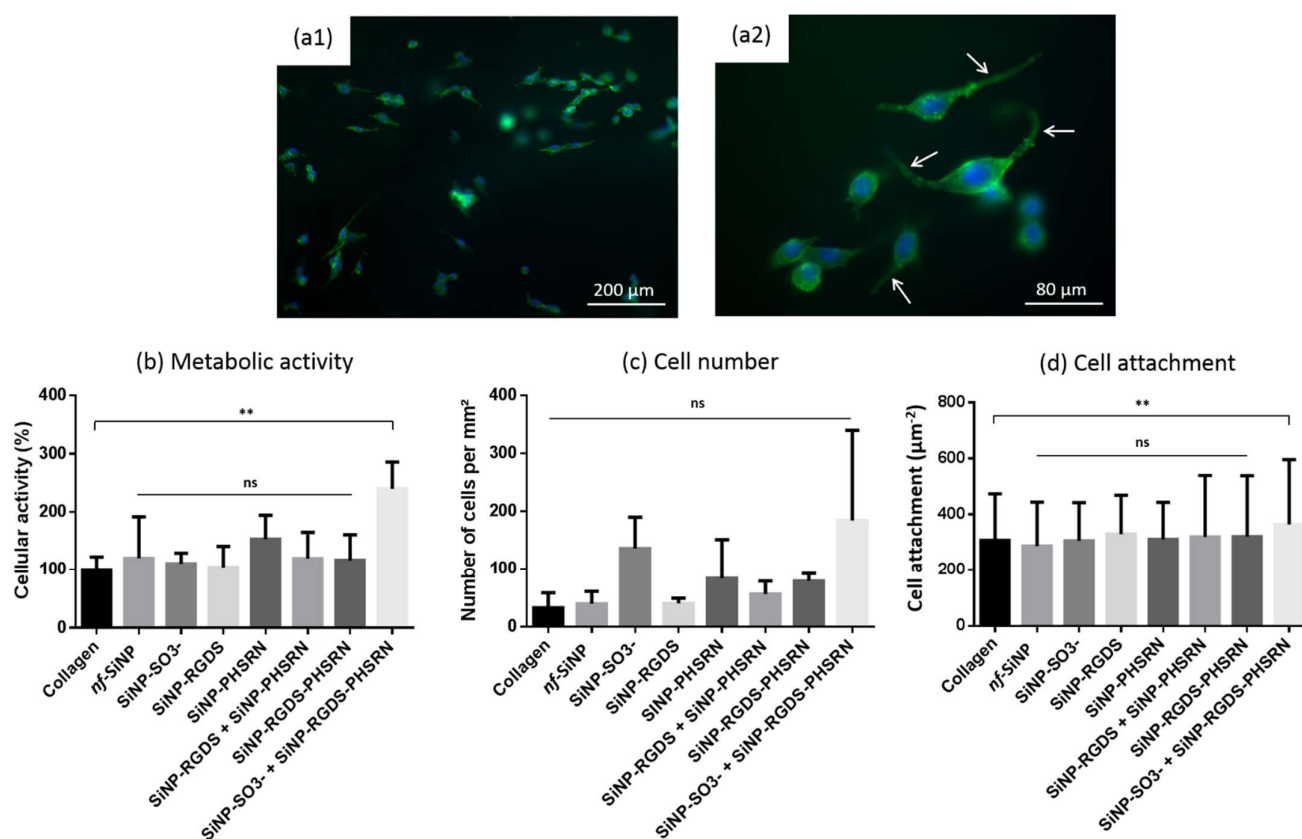 (a1)
200 µm
(a2)
80 µm
(b) Metabolic activity
Cellular activity (%)
400
300
200
100
0
**
ns
Collagen
nf-SiNP
SiNP-SO3-
SiNP-RGDS
SiNP-PHSRN
SiNP-RGDS + SiNP-PHSRN
SiNP-RGDS-PHSRN
SiNP-SO3- + SiNP-RGDS-PHSRN
(c) Cell number
Number of cells per mm²
400
300
200
100
0
ns
Collagen
nf-SiNP
SiNP-SO3-
SiNP-RGDS
SiNP-PHSRN
SiNP-RGDS + SiNP-PHSRN
SiNP-RGDS-PHSRN
SiNP-SO3- + SiNP-RGDS-PHSRN
(d) Cell attachment
Cell attachment (µm⁻²)
800
600
400
200
0
**
ns
Collagen
nf-SiNP
SiNP-SO3-
SiNP-RGDS
SiNP-PHSRN
SiNP-RGDS + SiNP-PHSRN
SiNP-RGDS-PHSRN
SiNP-SO3- + SiNP-RGDS-PHSRN